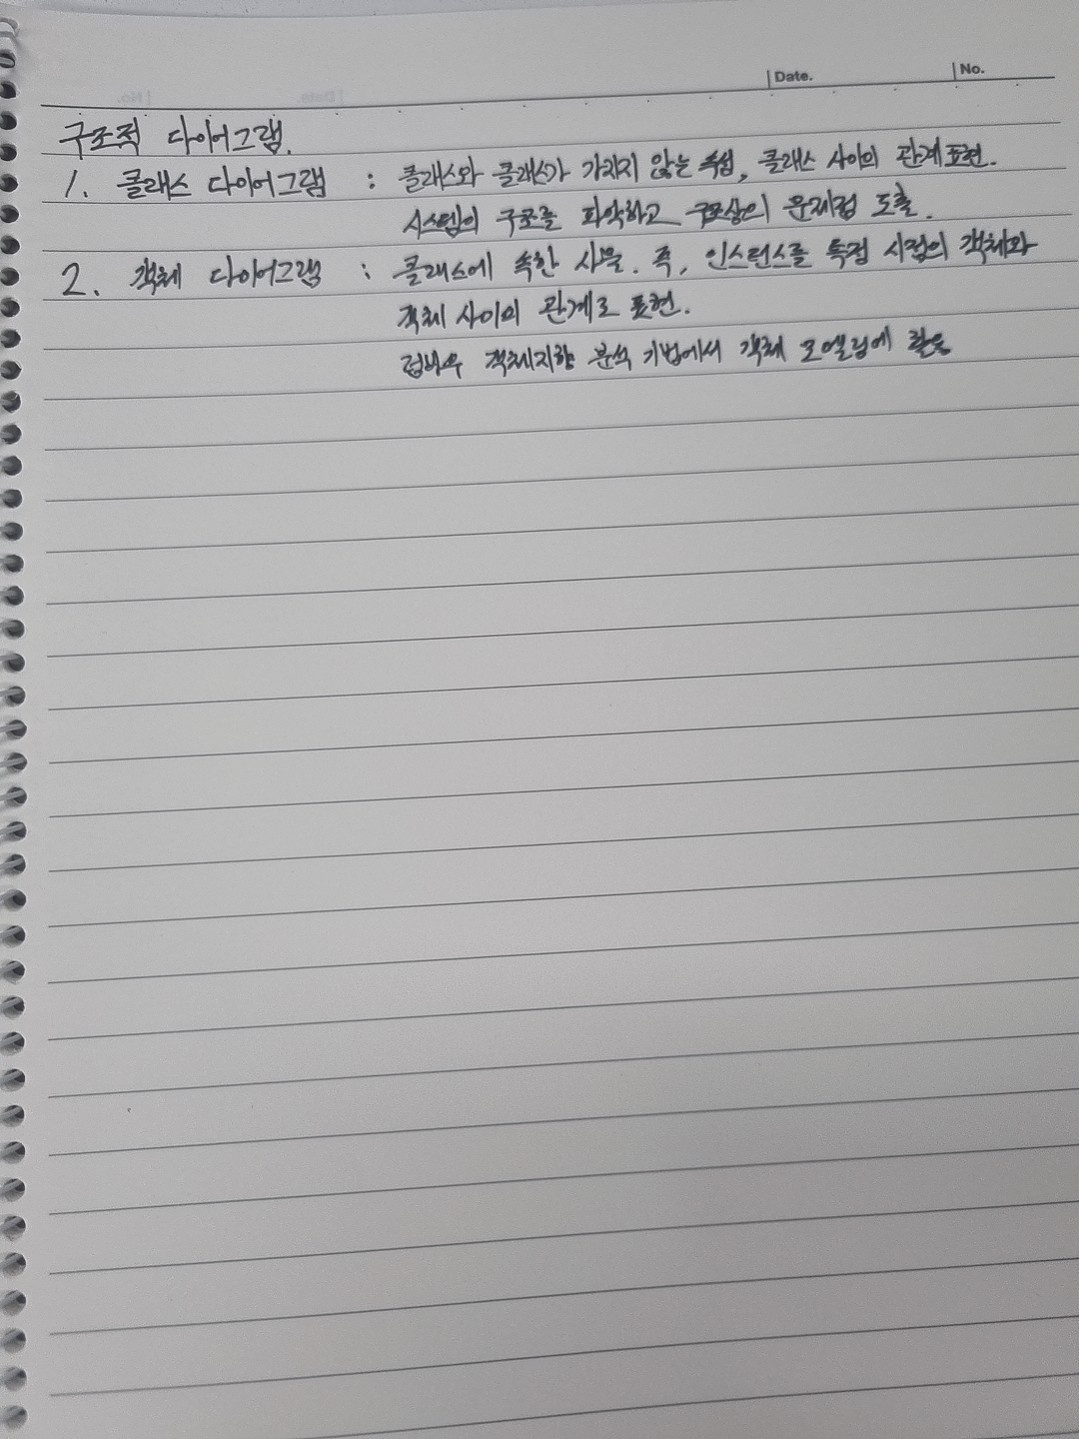 Date. No.
구조적 다이어그램.
1. 클래스 다이어그램 : 클래스와 클래스가 가지지 않는 속성, 클래스 사이의 관계 표현.
시스템의 구조를 파악하고 구조상의 문제점 도출.
2. 객체 다이어그램 : 클래스에 속한 사물. 즉, 인스턴스를 특정 시점의 객체와
객체 사이의 관계로 표현.
럼바우 객체지향 분석 기법에서 객체 모델링에 활용